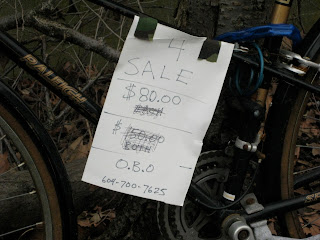 4
SALE
$80.00
EACH
$150.00
BOTH
O.B.O
604-700-7625